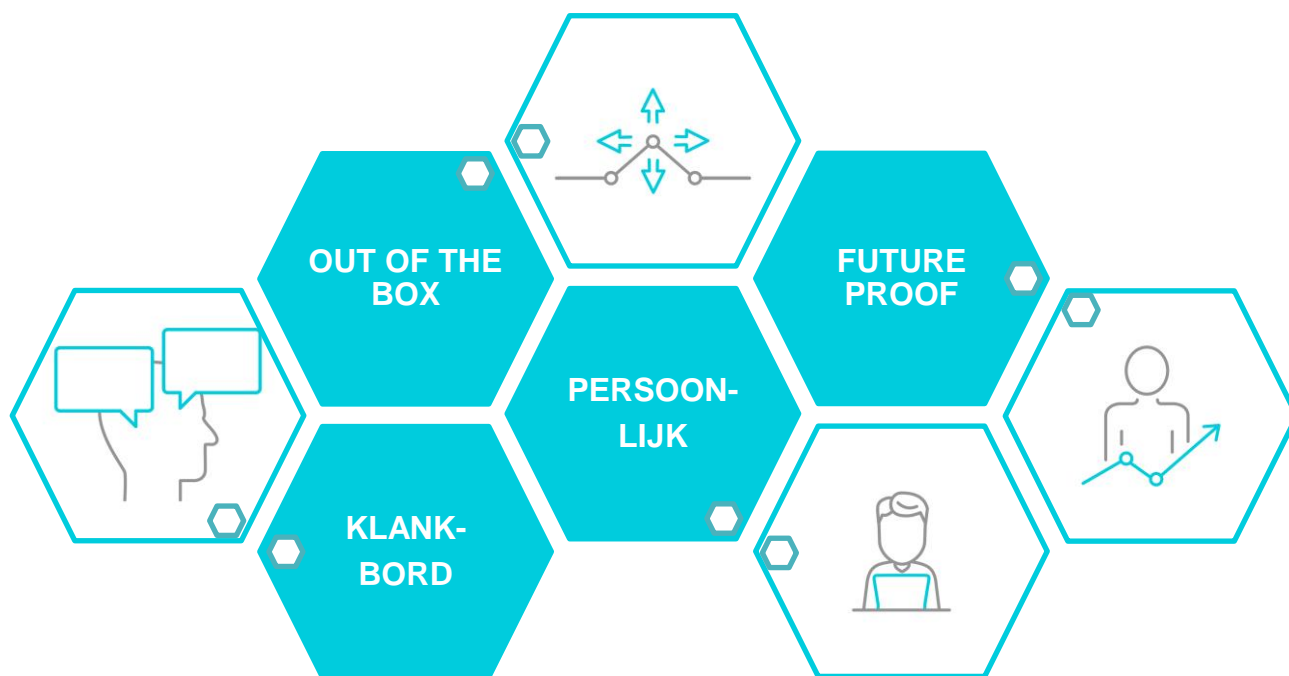 OUT OF THE
BOX
FUTURE
PROOF
PERSOON-
LIJK
KLANK-
BORD